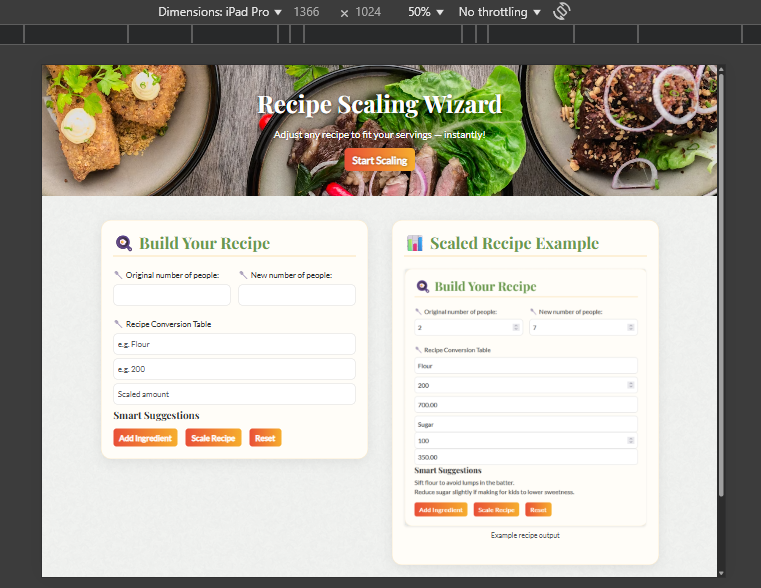 Dimensions: iPad Pro ▼ 1366 × 1024 50% ▼ No throttling ▼
Recipe Scaling Wizard
Adjust any recipe to fit your servings — instantly!
Start Scaling
Build Your Recipe
Original number of people: New number of people:
Recipe Conversion Table
e.g. Flour
e.g. 200
Scaled amount
Smart Suggestions
Add Ingredient Scale Recipe Reset
Scaled Recipe Example
Build Your Recipe
Original number of people: New number of people:
2 7
Recipe Conversion Table
Flour
200
700.00
Sugar
100
350.00
Smart Suggestions
Sift flour to avoid lumps in the batter.
Reduce sugar slightly if making for kids to lower sweetness.
Add Ingredient Scale Recipe Reset
Example recipe output